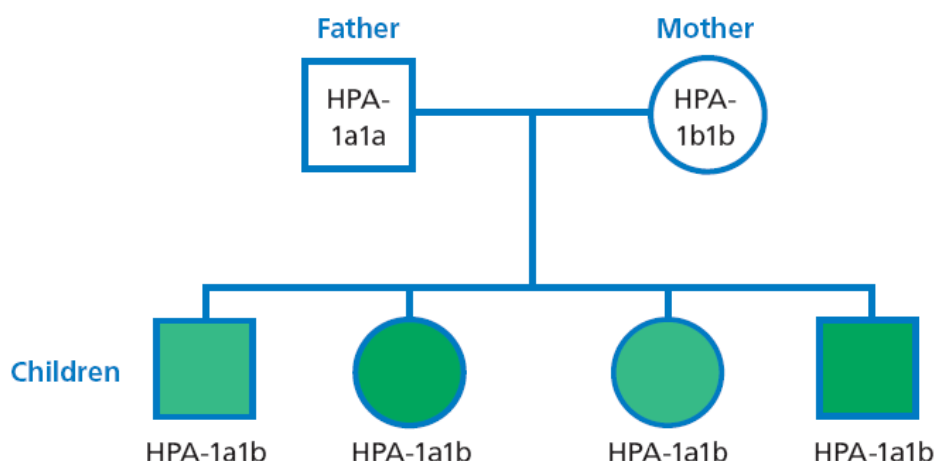 Father
Mother
HPA-
1a1a
HPA-
1b1b
Children
HPA-1a1b
HPA-1a1b
HPA-1a1b
HPA-1a1b